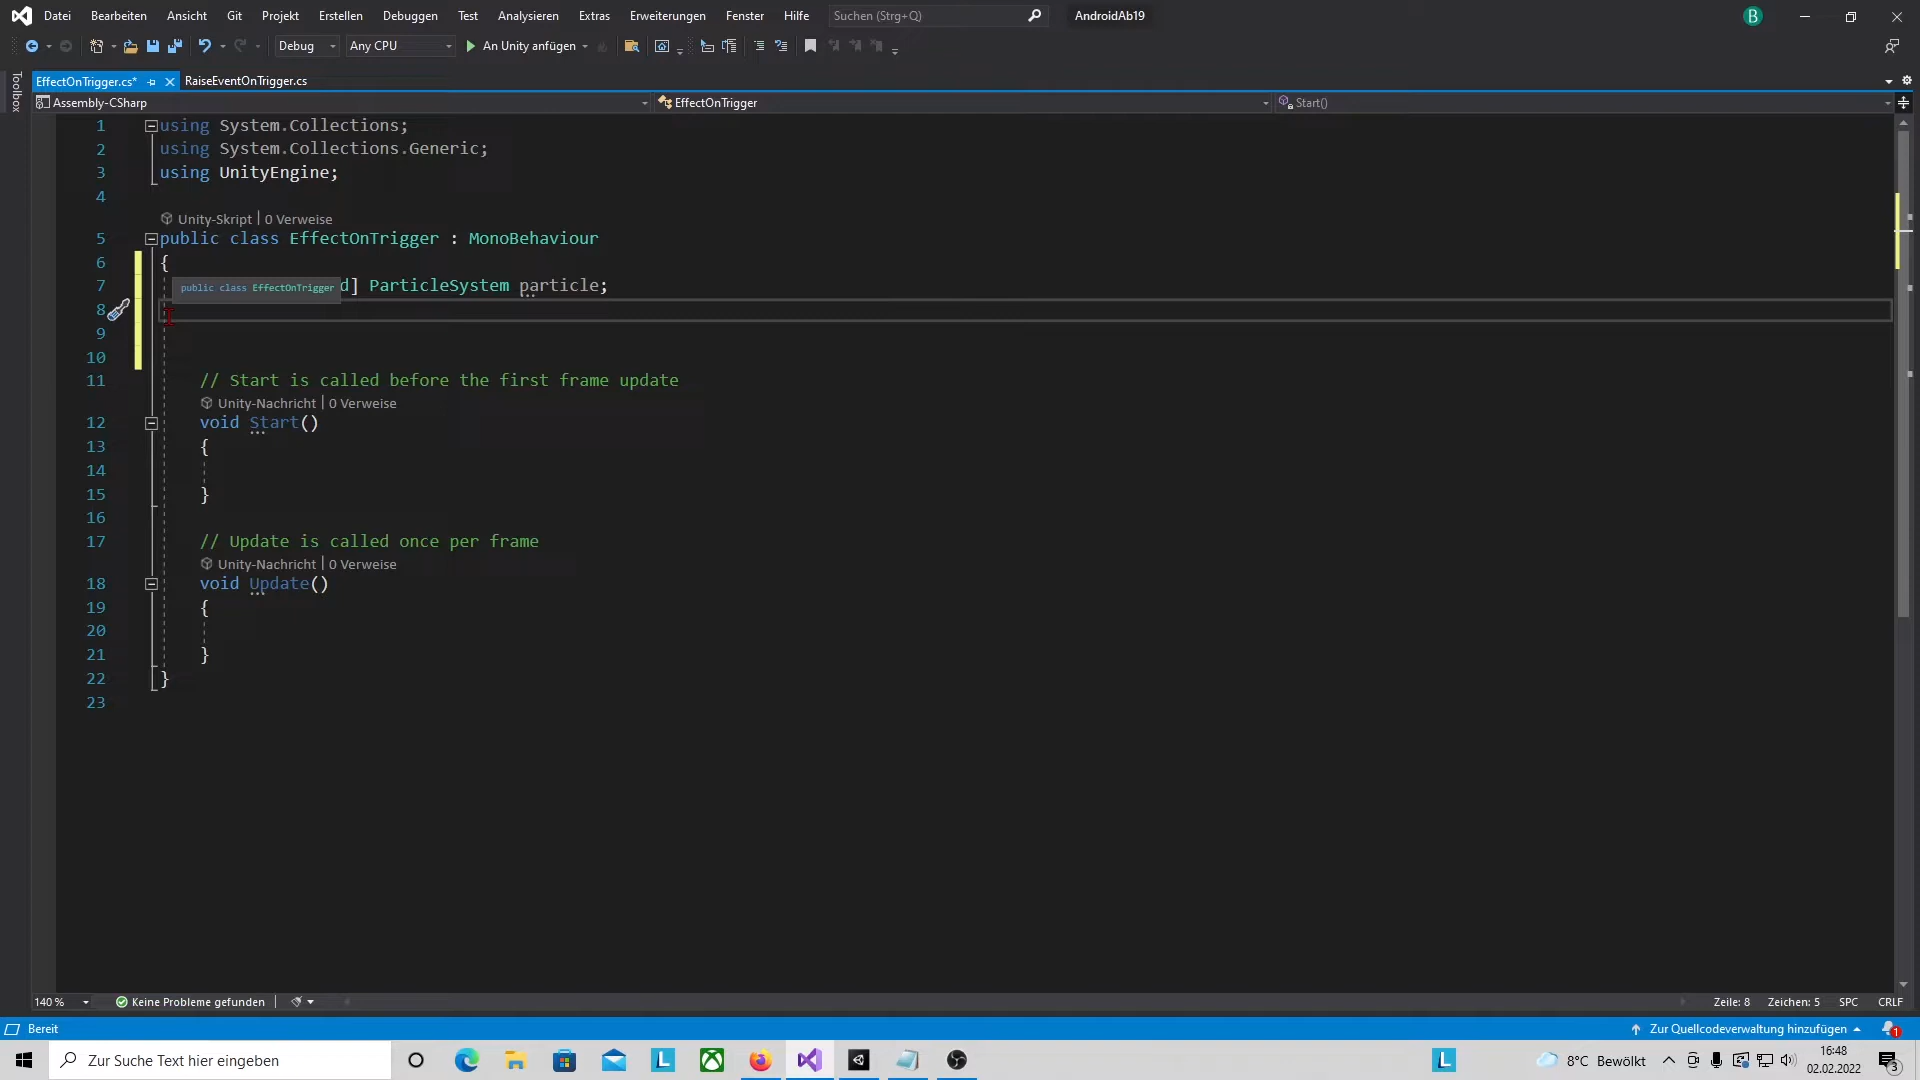 Datei Bearbeiten Ansicht Git Projekt Erstellen Debuggen Test Analysieren Extras Erweiterungen Fenster Hilfe Suchen (Strg+Q) AndroidAb19 B
Debug Any CPU An Unity anfügen
Toolbox
EffectOnTrigger.cs* RaiseEventOnTrigger.cs
Assembly-CSharp EffectOnTrigger Start()
1 using System.Collections;
2 using System.Collections.Generic;
3 using UnityEngine;
4
Unity-Skript | 0 Verweise
5 public class EffectOnTrigger : MonoBehaviour
6 {
7 d] ParticleSystem particle;
public class EffectOnTrigger
8
9
10
11 // Start is called before the first frame update
Unity-Nachricht | 0 Verweise
12 void Start()
13 {
14
15 }
16
17 // Update is called once per frame
Unity-Nachricht | 0 Verweise
18 void Update()
19 {
20
21 }
22 }
23
140 % Keine Probleme gefunden Zeile: 8 Zeichen: 5 SPC CRLF
Bereit Zur Quellcodeverwaltung hinzufügen 1
Zur Suche Text hier eingeben L L 8°C Bewölkt 16:48
02.02.2022 3